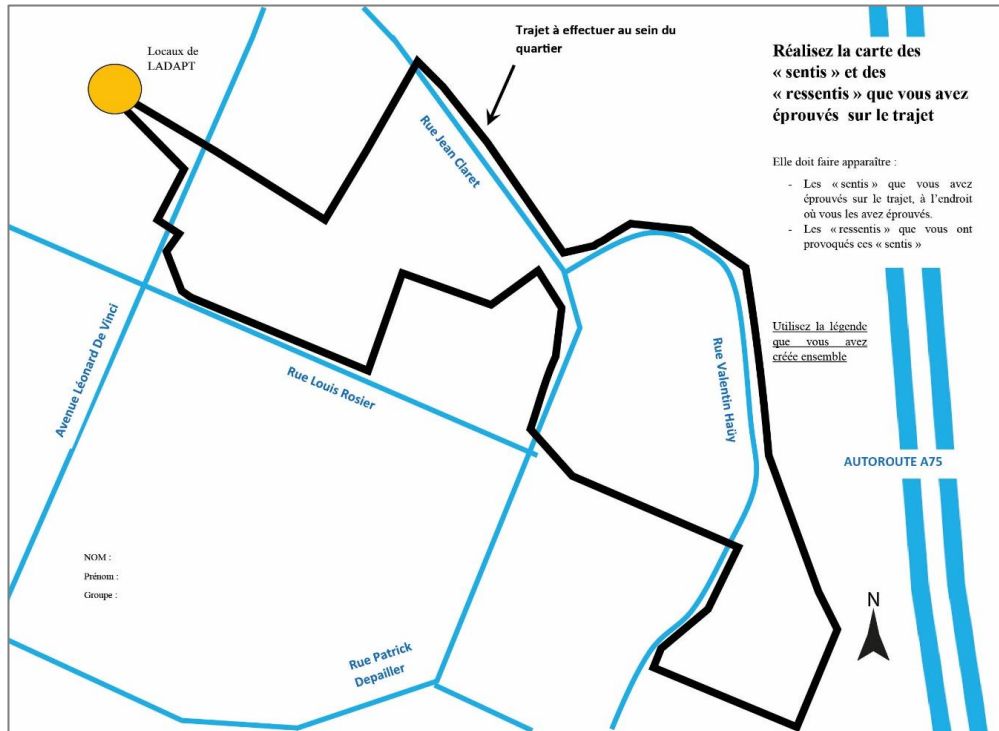 Locaux de
LADAPT
Trajet à effectuer au sein du
quartier
Réalisez la carte des
« sentis » et des
« ressentis » que vous avez
éprouvés sur le trajet
Elle doit faire apparaître :
- Les « sentis » que vous avez
éprouvés sur le trajet, à l'endroit
où vous les avez éprouvés.
- Les « ressentis » que vous ont
provoqués ces « sentis »
Utilisez la légende
que vous avez
créée ensemble
Rue Jean Claret
Avenue Léonard De Vinci
Rue Louis Rosier
Rue Valentin Haüy
AUTOROUTE A75
NOM :
Prénom :
Groupe :
N
Rue Patrick
Depailler